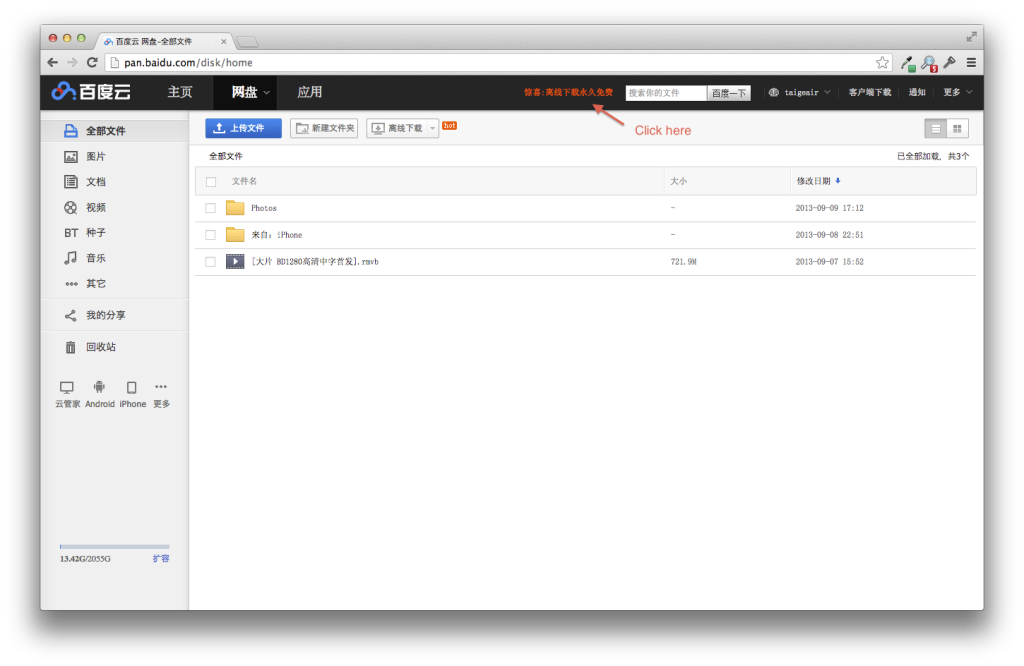 百度云 网盘-全部文件
pan.baidu.com/disk/home
百度云 主页 网盘 应用 惊喜:离线下载永久免费 搜索你的文件 百度一下 taigoair 客户端下载 通知 更多
Click here
全部文件
图片
文档
视频
BT 种子
音乐
其它
我的分享
回收站
云管家 Android iPhone 更多
13.42G/2055G 扩容
上传文件 新建文件夹 离线下载 hot
全部文件 已全部加载，共3个
文件名 大小 修改日期
Photos - 2013-09-09 17:12
来自：iPhone - 2013-09-08 22:51
[大片 BD1280高清中字首发].rmvb 721.9M 2013-09-07 15:52